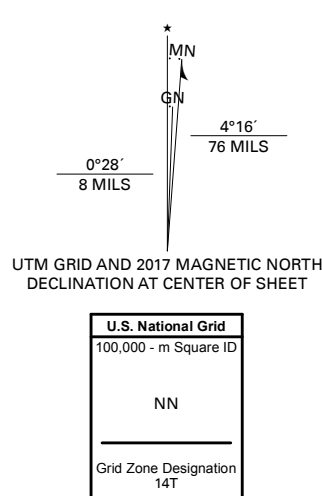 ★
MN
GN
4°16´
76 MILS
0°28´
8 MILS
UTM GRID AND 2017 MAGNETIC NORTH
DECLINATION AT CENTER OF SHEET
U.S. National Grid
100,000 - m Square ID
NN
Grid Zone Designation
14T